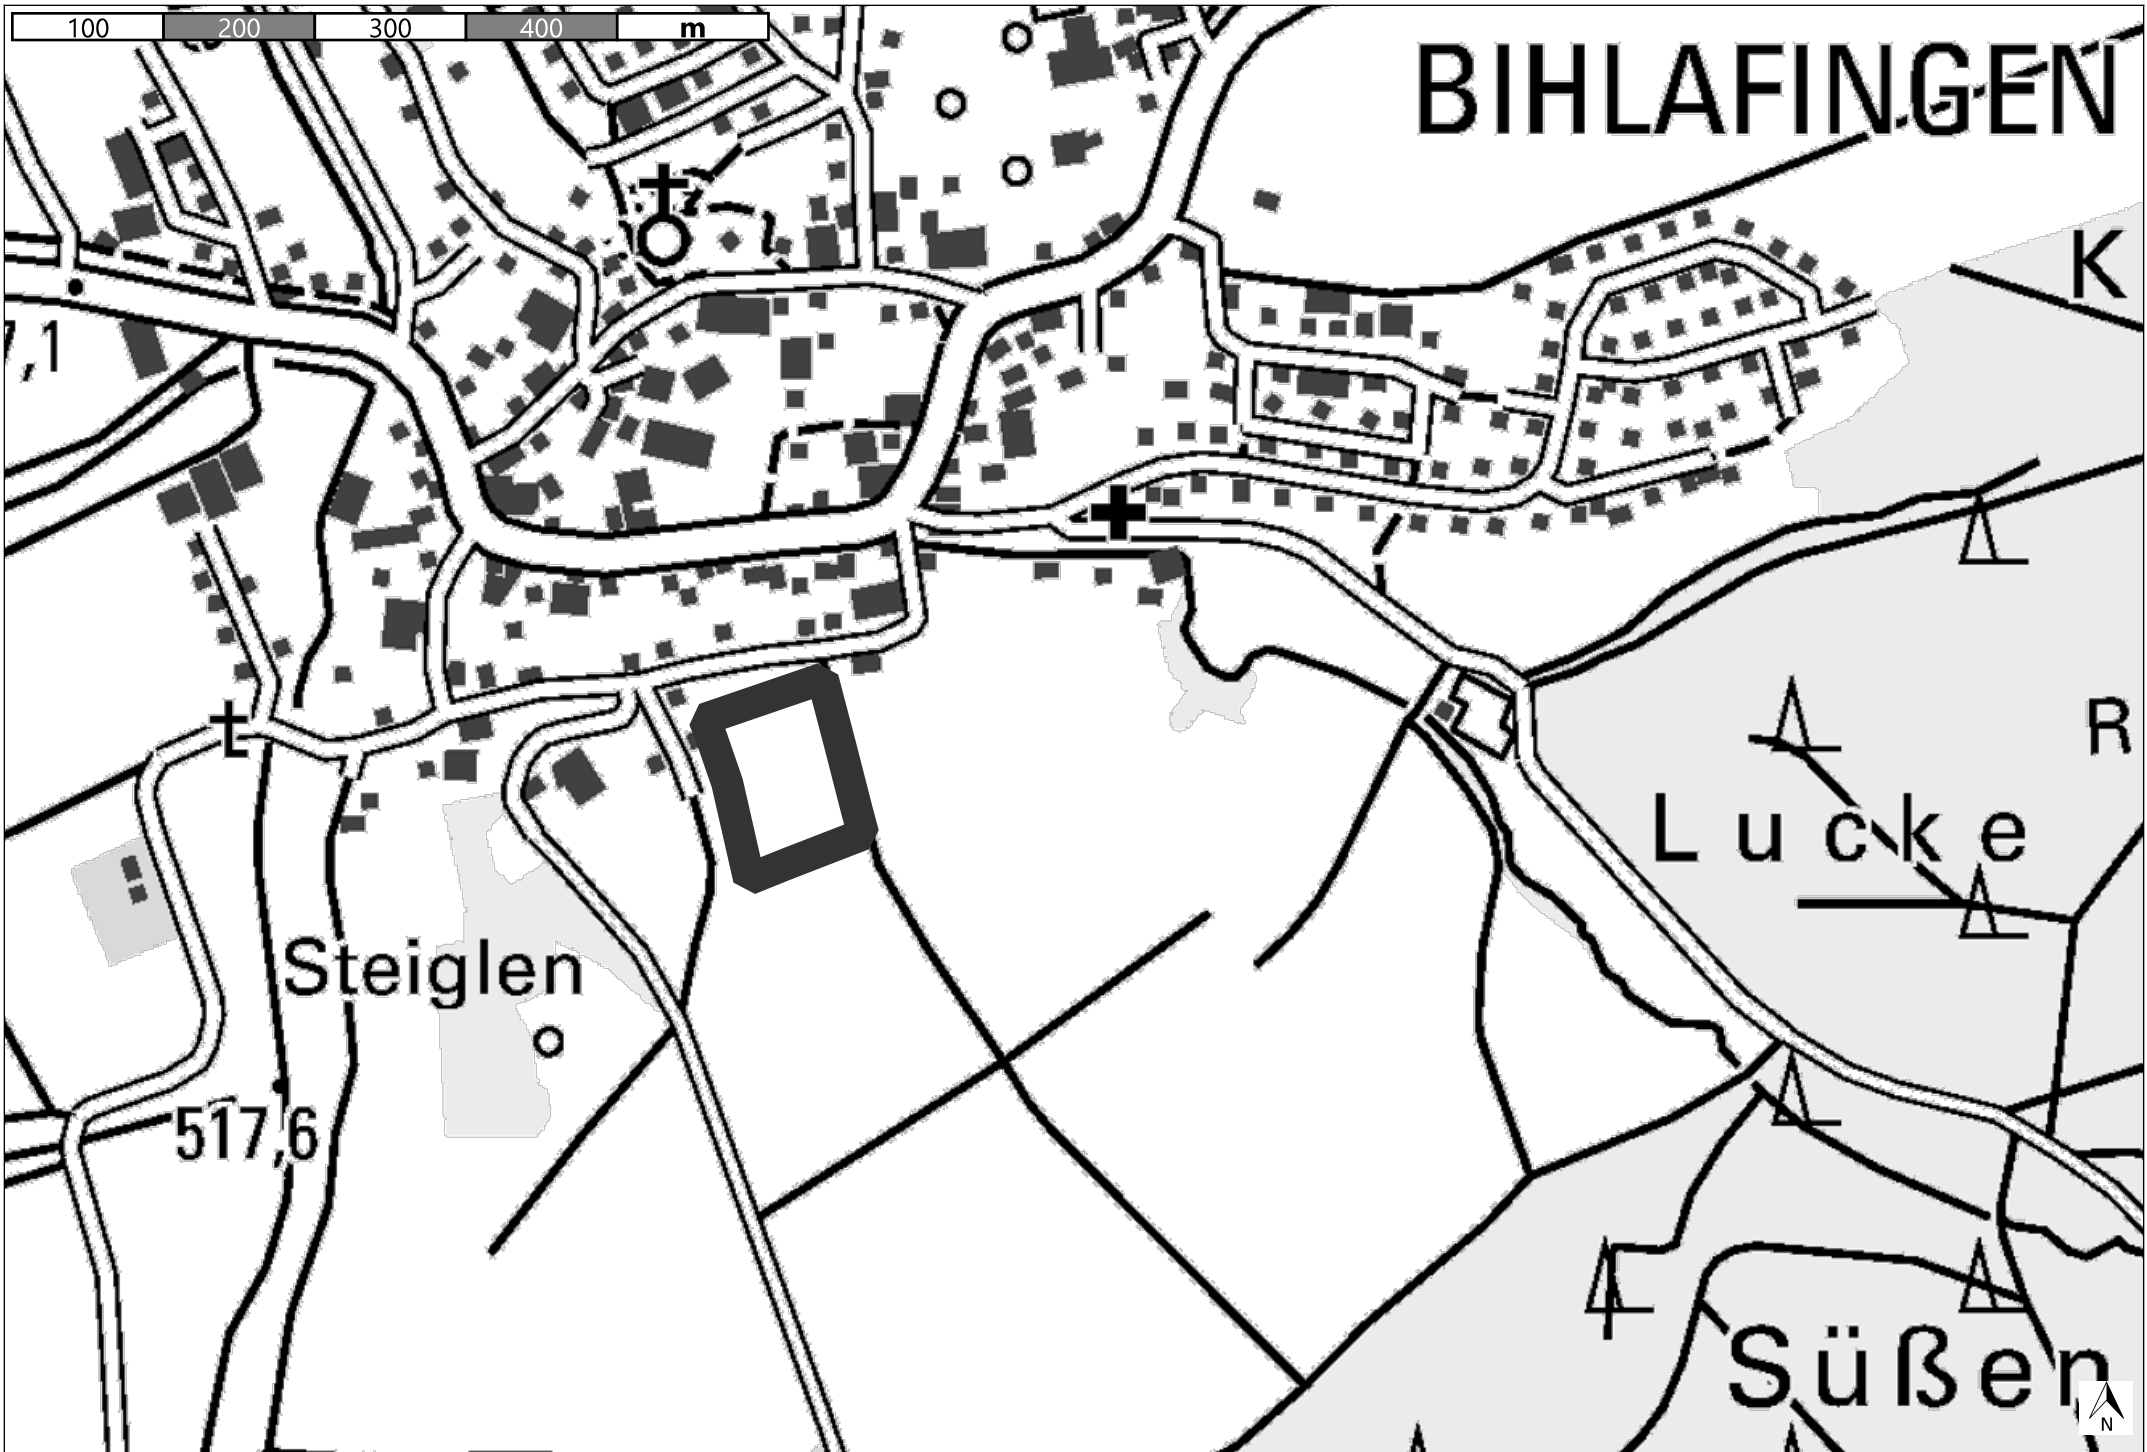 100 200 300 400 m
BIHLAFINGEN
K
7,1
R
Lucke
Steiglen
517,6
Süßen
N